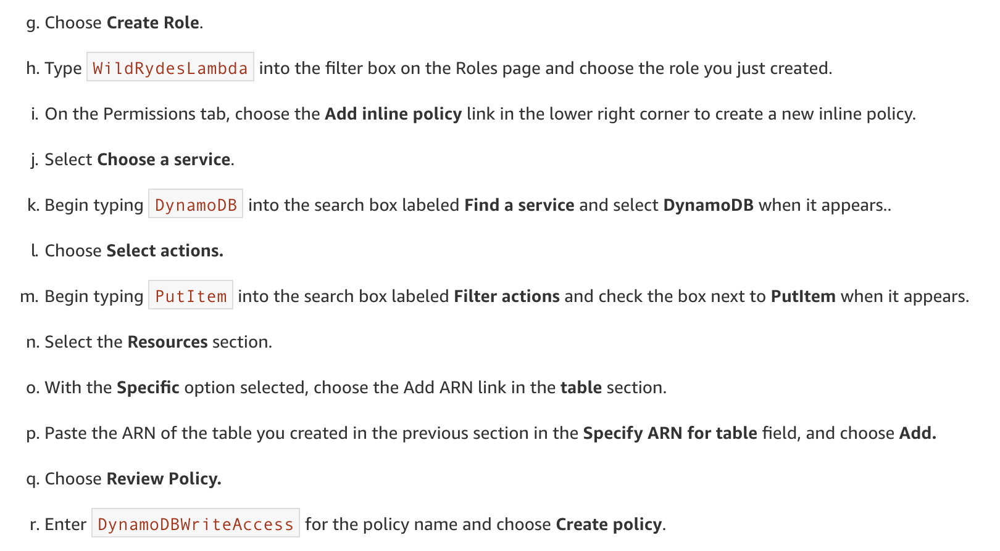 g. Choose Create Role.
h. Type WildRydesLambda into the filter box on the Roles page and choose the role you just created.
i. On the Permissions tab, choose the Add inline policy link in the lower right corner to create a new inline policy.
j. Select Choose a service.
k. Begin typing DynamoDB into the search box labeled Find a service and select DynamoDB when it appears..
l. Choose Select actions.
m. Begin typing PutItem into the search box labeled Filter actions and check the box next to PutItem when it appears.
n. Select the Resources section.
o. With the Specific option selected, choose the Add ARN link in the table section.
p. Paste the ARN of the table you created in the previous section in the Specify ARN for table field, and choose Add.
q. Choose Review Policy.
r. Enter DynamoDBWriteAccess for the policy name and choose Create policy.